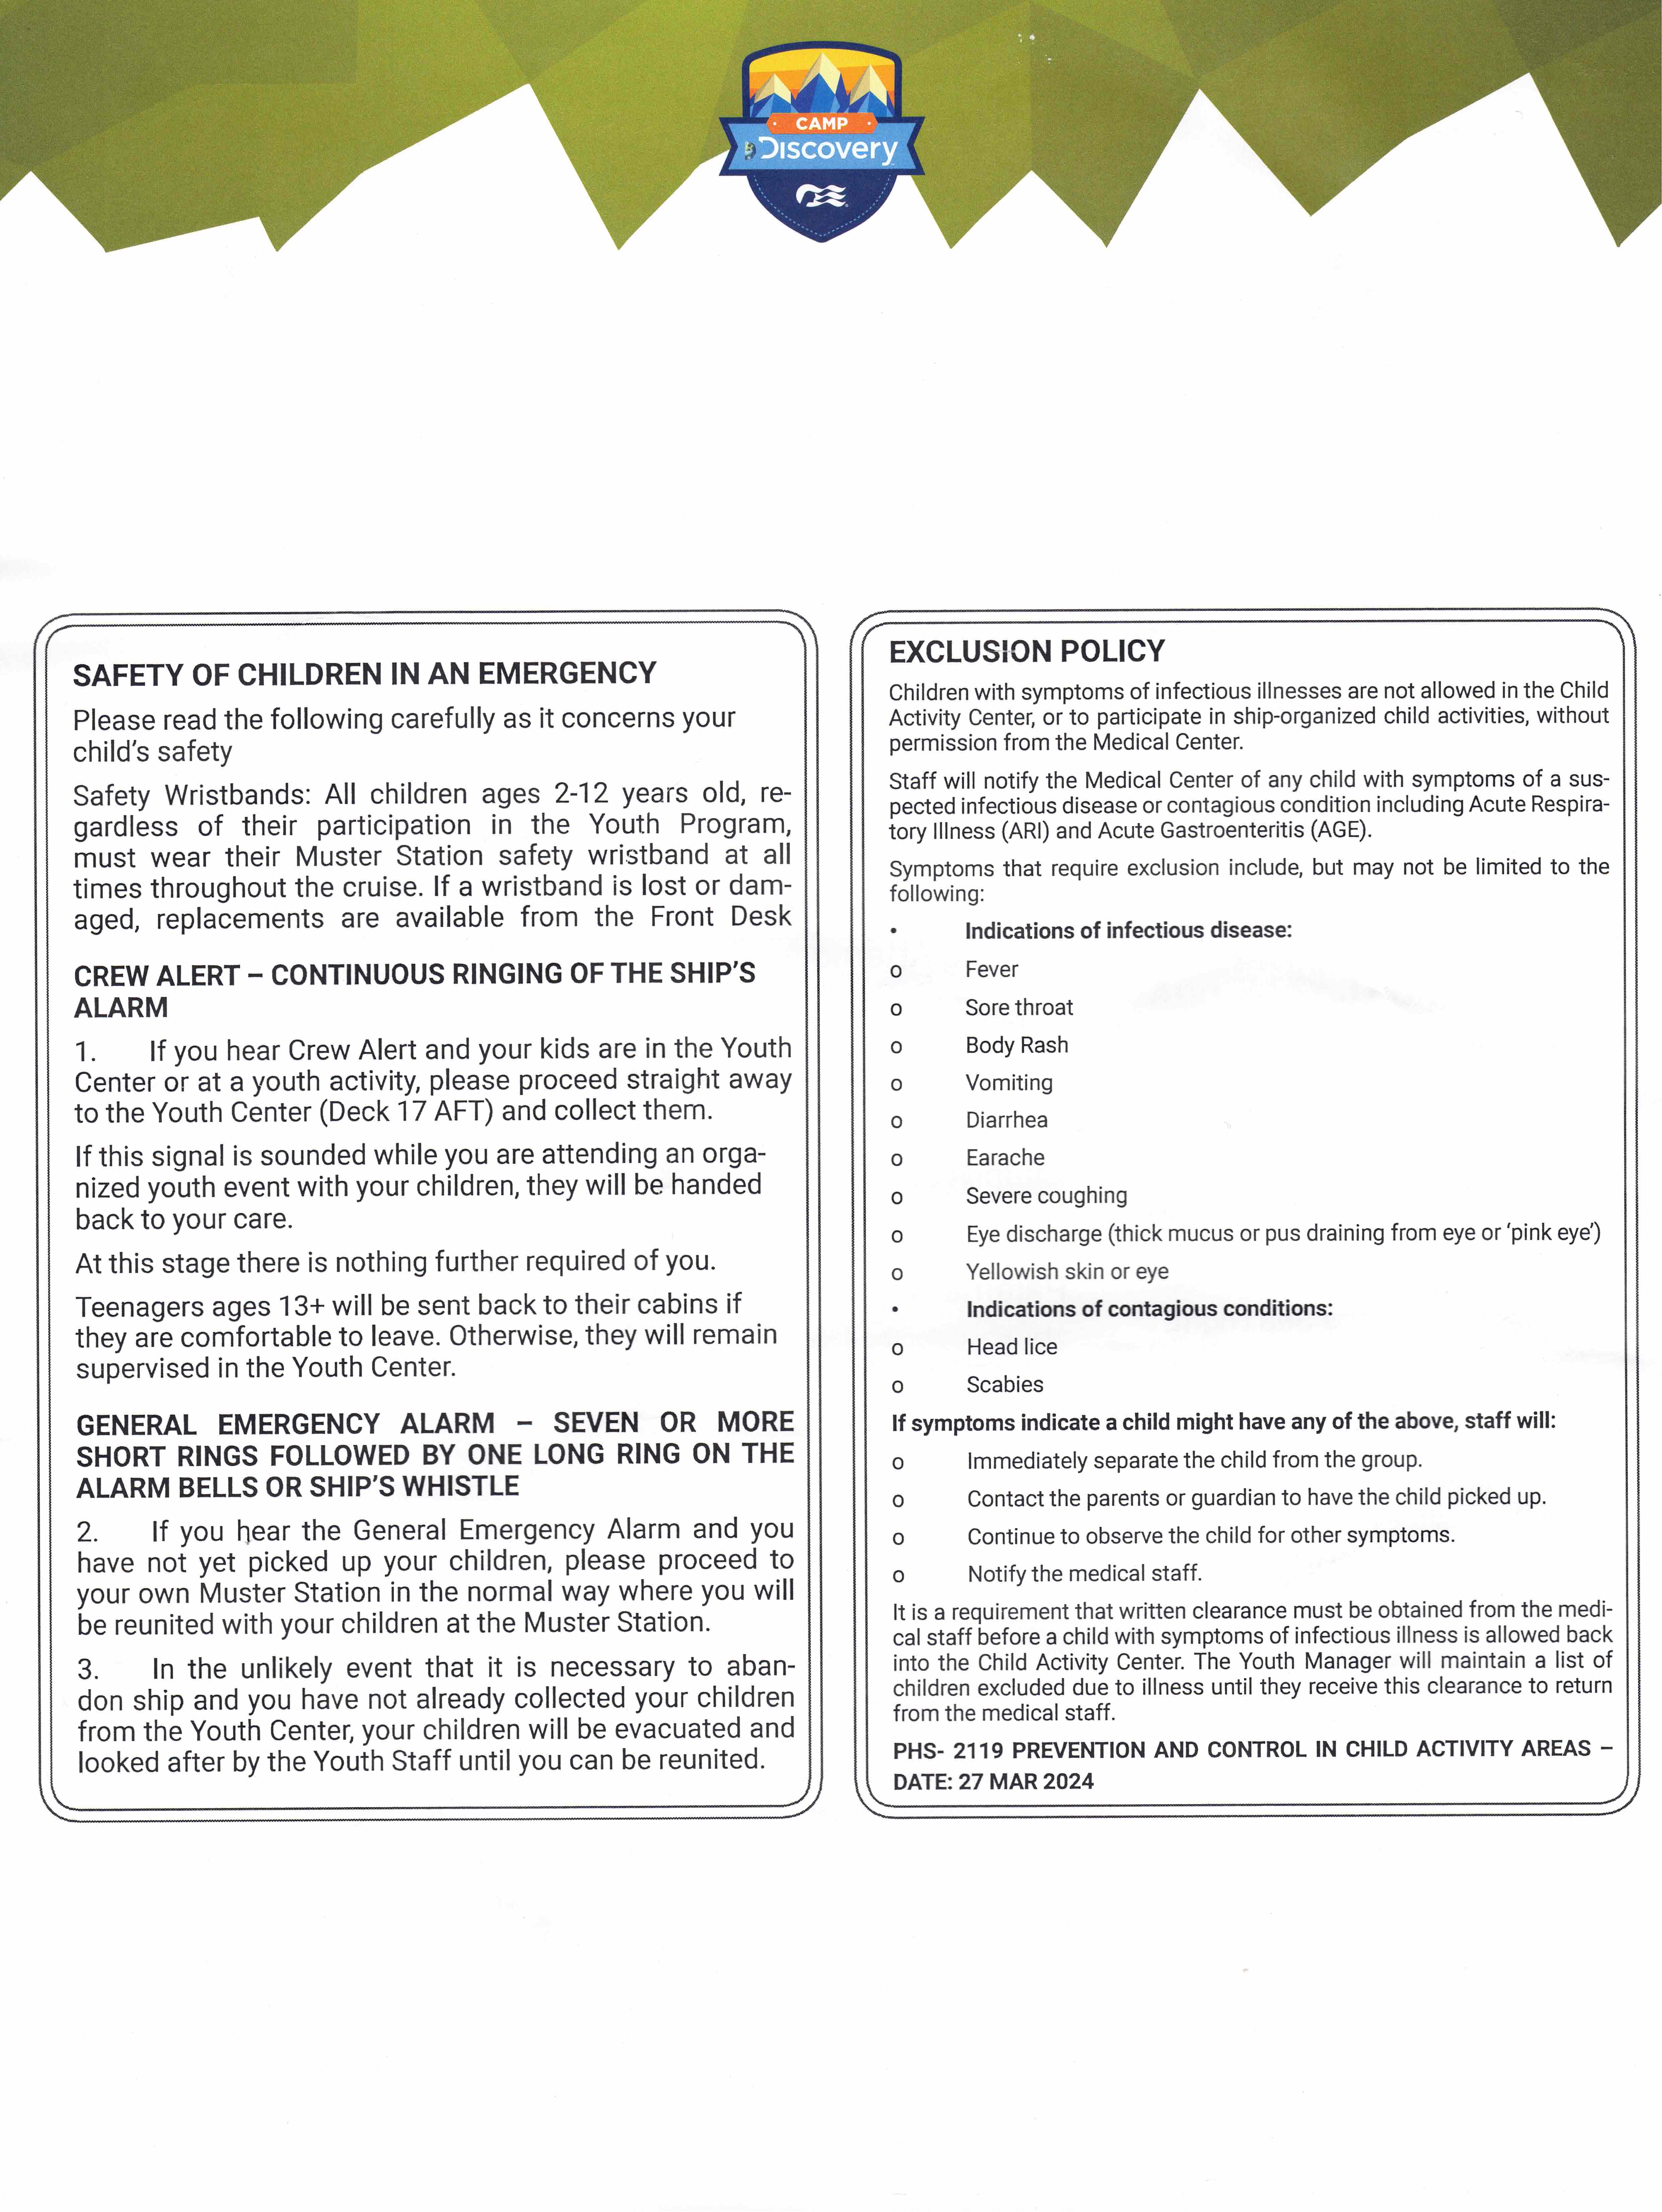 CAMP
Discovery
SAFETY OF CHILDREN IN AN EMERGENCY
Please read the following carefully as it concerns your
child's safety
Safety Wristbands: All children ages 2-12 years old, re-
gardless of their participation in the Youth Program,
must wear their Muster Station safety wristband at all
times throughout the cruise. If a wristband is lost or dam-
aged, replacements are available from the Front Desk
CREW ALERT – CONTINUOUS RINGING OF THE SHIP'S
ALARM
1. If you hear Crew Alert and your kids are in the Youth
Center or at a youth activity, please proceed straight away
to the Youth Center (Deck 17 AFT) and collect them.
If this signal is sounded while you are attending an orga-
nized youth event with your children, they will be handed
back to your care.
At this stage there is nothing further required of you.
Teenagers ages 13+ will be sent back to their cabins if
they are comfortable to leave. Otherwise, they will remain
supervised in the Youth Center.
GENERAL EMERGENCY ALARM – SEVEN OR MORE
SHORT RINGS FOLLOWED BY ONE LONG RING ON THE
ALARM BELLS OR SHIP'S WHISTLE
2. If you hear the General Emergency Alarm and you
have not yet picked up your children, please proceed to
your own Muster Station in the normal way where you will
be reunited with your children at the Muster Station.
3. In the unlikely event that it is necessary to aban-
don ship and you have not already collected your children
from the Youth Center, your children will be evacuated and
looked after by the Youth Staff until you can be reunited.
EXCLUSION POLICY
Children with symptoms of infectious illnesses are not allowed in the Child
Activity Center, or to participate in ship-organized child activities, without
permission from the Medical Center.
Staff will notify the Medical Center of any child with symptoms of a sus-
pected infectious disease or contagious condition including Acute Respira-
tory Illness (ARI) and Acute Gastroenteritis (AGE).
Symptoms that require exclusion include, but may not be limited to the
following:
• Indications of infectious disease:
o Fever
o Sore throat
o Body Rash
o Vomiting
o Diarrhea
o Earache
o Severe coughing
o Eye discharge (thick mucus or pus draining from eye or 'pink eye')
o Yellowish skin or eye
• Indications of contagious conditions:
o Head lice
o Scabies
If symptoms indicate a child might have any of the above, staff will:
o Immediately separate the child from the group.
o Contact the parents or guardian to have the child picked up.
o Continue to observe the child for other symptoms.
o Notify the medical staff.
It is a requirement that written clearance must be obtained from the medi-
cal staff before a child with symptoms of infectious illness is allowed back
into the Child Activity Center. The Youth Manager will maintain a list of
children excluded due to illness until they receive this clearance to return
from the medical staff.
PHS- 2119 PREVENTION AND CONTROL IN CHILD ACTIVITY AREAS –
DATE: 27 MAR 2024